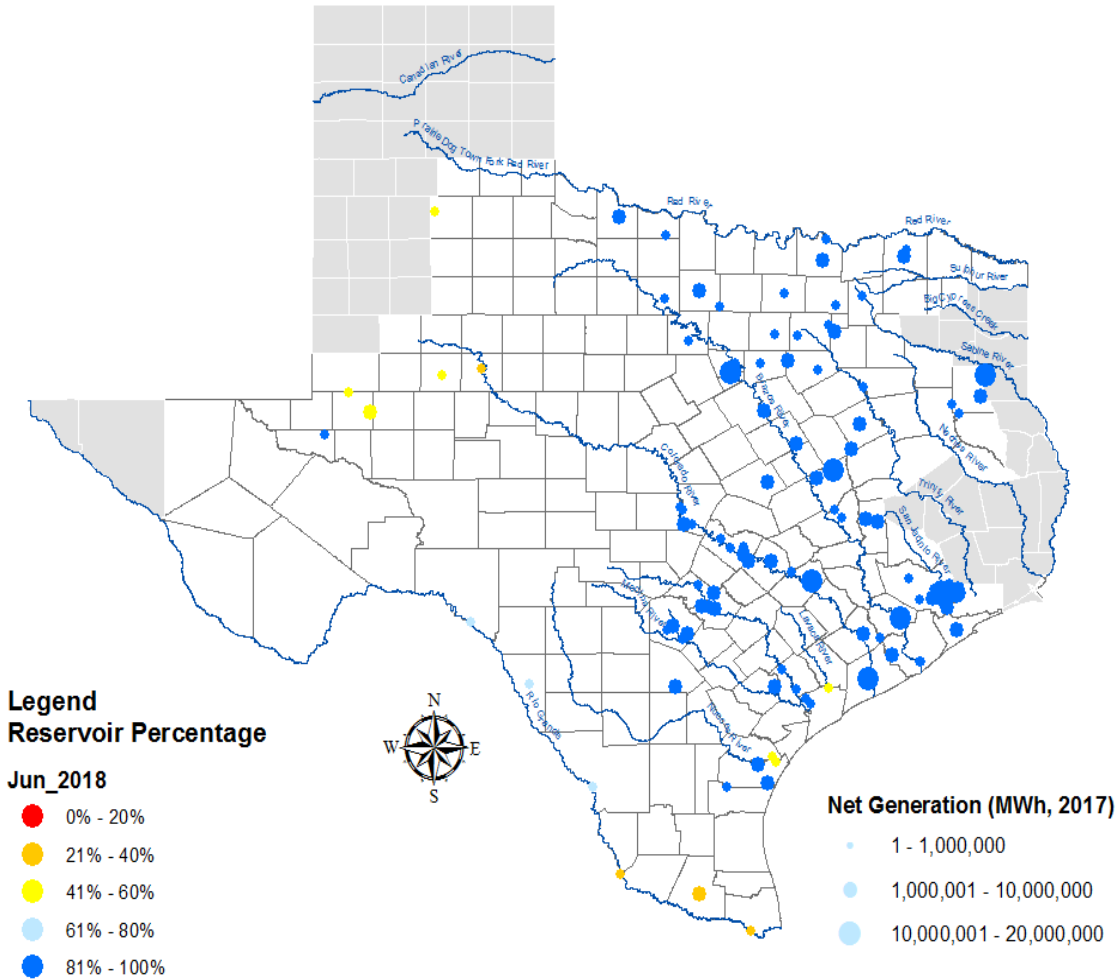 Canadian River
Prairie Dog Town Fork Red River
Red River
Red River
Sulphur River
Big Cypress Creek
Sabine River
Neches River
Trinity River
San Jacinto River
Brazos River
Colorado River
Lavaca River
Medina River
Nueces River
Rio Grande
N
W E
S
Legend
Reservoir Percentage
Jun_2018
0% - 20%
21% - 40%
41% - 60%
61% - 80%
81% - 100%
Net Generation (MWh, 2017)
1 - 1,000,000
1,000,001 - 10,000,000
10,000,001 - 20,000,000